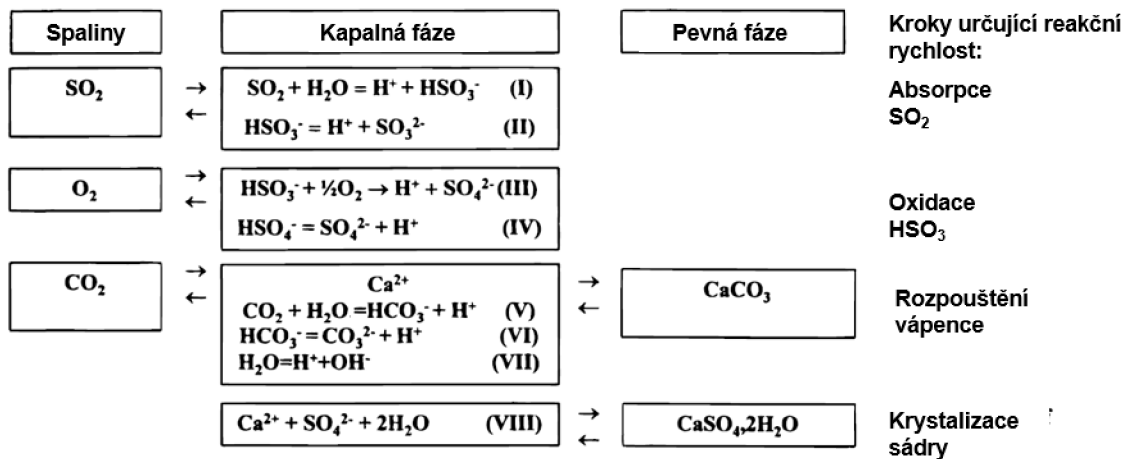 Spaliny
Kapalná fáze
Pevná fáze
Kroky určující reakční
rychlost:
SO₂
→
←
SO₂ + H₂O = H⁺ + HSO₃⁻ (I)
HSO₃⁻ = H⁺ + SO₃²⁻ (II)
Absorpce
SO₂
O₂
→
←
HSO₃⁻ + ½O₂ → H⁺ + SO₄²⁻ (III)
HSO₄⁻ = SO₄²⁻ + H⁺ (IV)
Oxidace
HSO₃
CO₂
→
←
Ca²⁺
CO₂ + H₂O =HCO₃⁻ + H⁺ (V)
HCO₃⁻ = CO₃²⁻ + H⁺ (VI)
H₂O=H⁺+OH⁻ (VII)
→
←
CaCO₃
Rozpouštění
vápence
Ca²⁺ + SO₄²⁻ + 2H₂O (VIII)
→
←
CaSO₄,2H₂O
Krystalizace
sádry